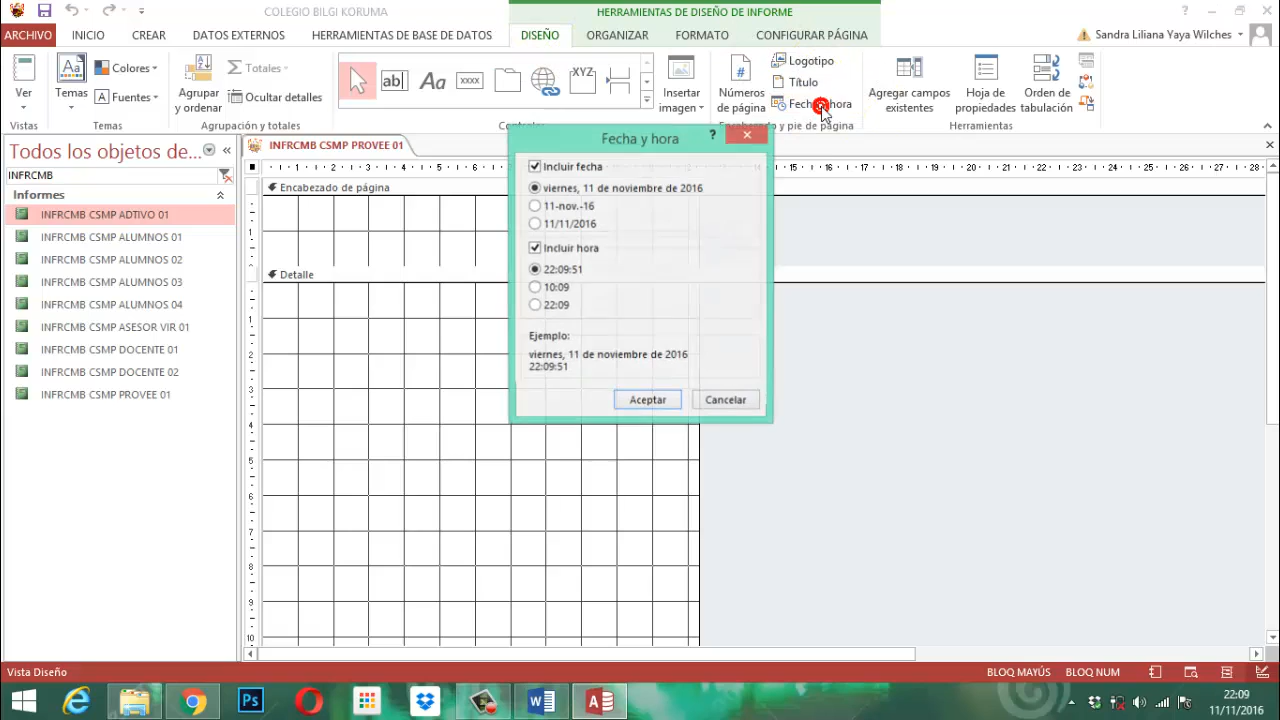 COLEGIO BILGI KORUMA
HERRAMIENTAS DE DISEÑO DE INFORME
ARCHIVO INICIO CREAR DATOS EXTERNOS HERRAMIENTAS DE BASE DE DATOS DISEÑO ORGANIZAR FORMATO CONFIGURAR PÁGINA
Sandra Liliana Yaya Wilches
Ver
Vistas
Temas
Colores
Fuentes
Temas
Agrupar y ordenar
Totales
Ocultar detalles
Agrupación y totales
ab|
Aa
xxxx
XYZ
Insertar imagen
Números de página
Logotipo
Título
Encabezado y pie de página
Agregar campos existentes
Hoja de propiedades
Orden de tabulación
Herramientas
Todos los objetos de...
INFRCMB
Informes
INFRCMB CSMP ADTIVO 01
INFRCMB CSMP ALUMNOS 01
INFRCMB CSMP ALUMNOS 02
INFRCMB CSMP ALUMNOS 03
INFRCMB CSMP ALUMNOS 04
INFRCMB CSMP ASESOR VIR 01
INFRCMB CSMP DOCENTE 01
INFRCMB CSMP DOCENTE 02
INFRCMB CSMP PROVEE 01
INFRCMB CSMP PROVEE 01
Encabezado de página
Detalle
Fecha y hora
Incluir fecha
viernes, 11 de noviembre de 2016
11-nov.-16
11/11/2016
Incluir hora
22:09:51
10:09
22:09
Ejemplo:
viernes, 11 de noviembre de 2016
22:09:51
Aceptar Cancelar
Vista Diseño
BLOQ MAYÚS BLOQ NUM
22:09
11/11/2016